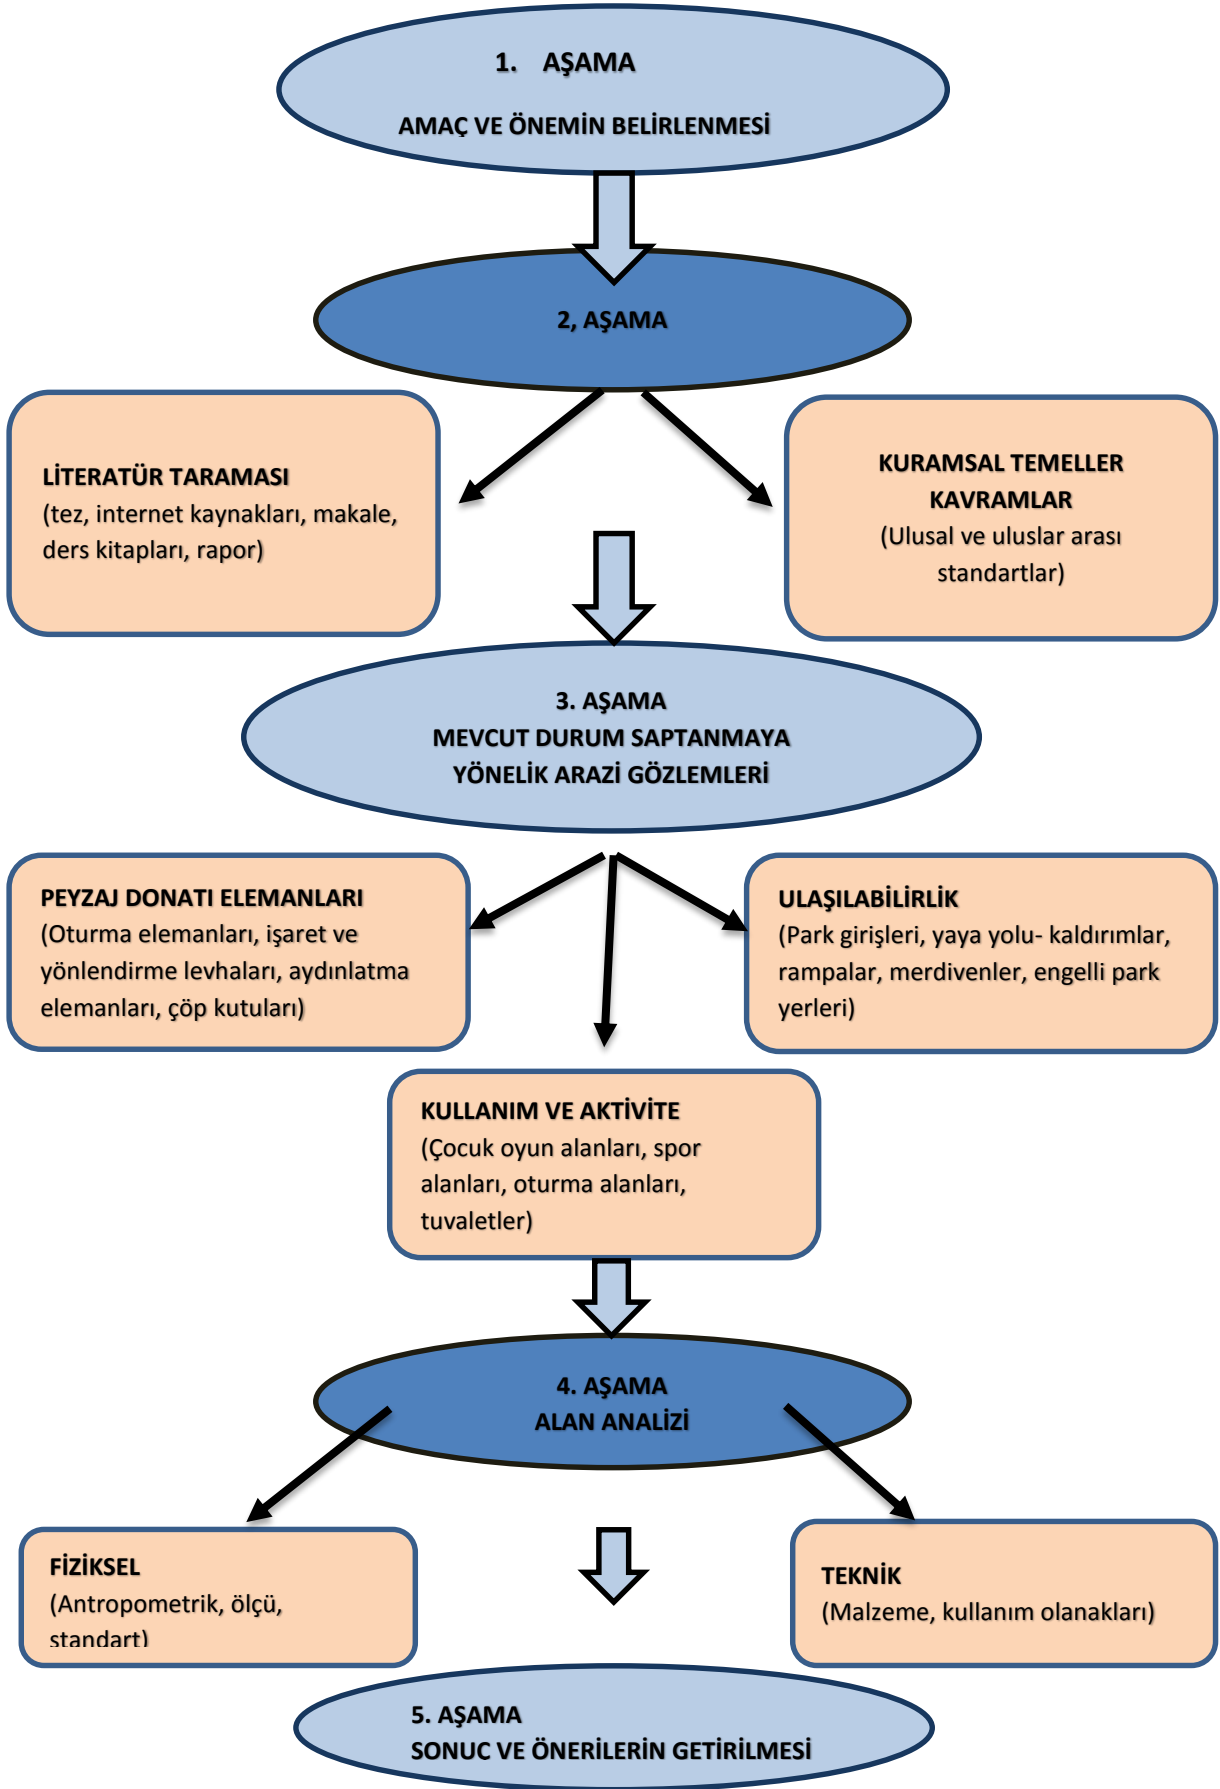 1. AŞAMA
AMAÇ VE ÖNEMİN BELİRLENMESİ
2, AŞAMA
LİTERATÜR TARAMASI
(tez, internet kaynakları, makale,
ders kitapları, rapor)
KURAMSAL TEMELLER
KAVRAMLAR
(Ulusal ve uluslar arası
standartlar)
3. AŞAMA
MEVCUT DURUM SAPTANMAYA
YÖNELİK ARAZİ GÖZLEMLERİ
PEYZAJ DONATI ELEMANLARI
(Oturma elemanları, işaret ve
yönlendirme levhaları, aydınlatma
elemanları, çöp kutuları)
ULAŞILABİLİRLİK
(Park girişleri, yaya yolu- kaldırımlar,
rampalar, merdivenler, engelli park
yerleri)
KULLANIM VE AKTİVİTE
(Çocuk oyun alanları, spor
alanları, oturma alanları,
tuvaletler)
4. AŞAMA
ALAN ANALİZİ
FİZİKSEL
(Antropometrik, ölçü,
standart)
TEKNİK
(Malzeme, kullanım olanakları)
5. AŞAMA
SONUC VE ÖNERİLERİN GETİRİLMESİ